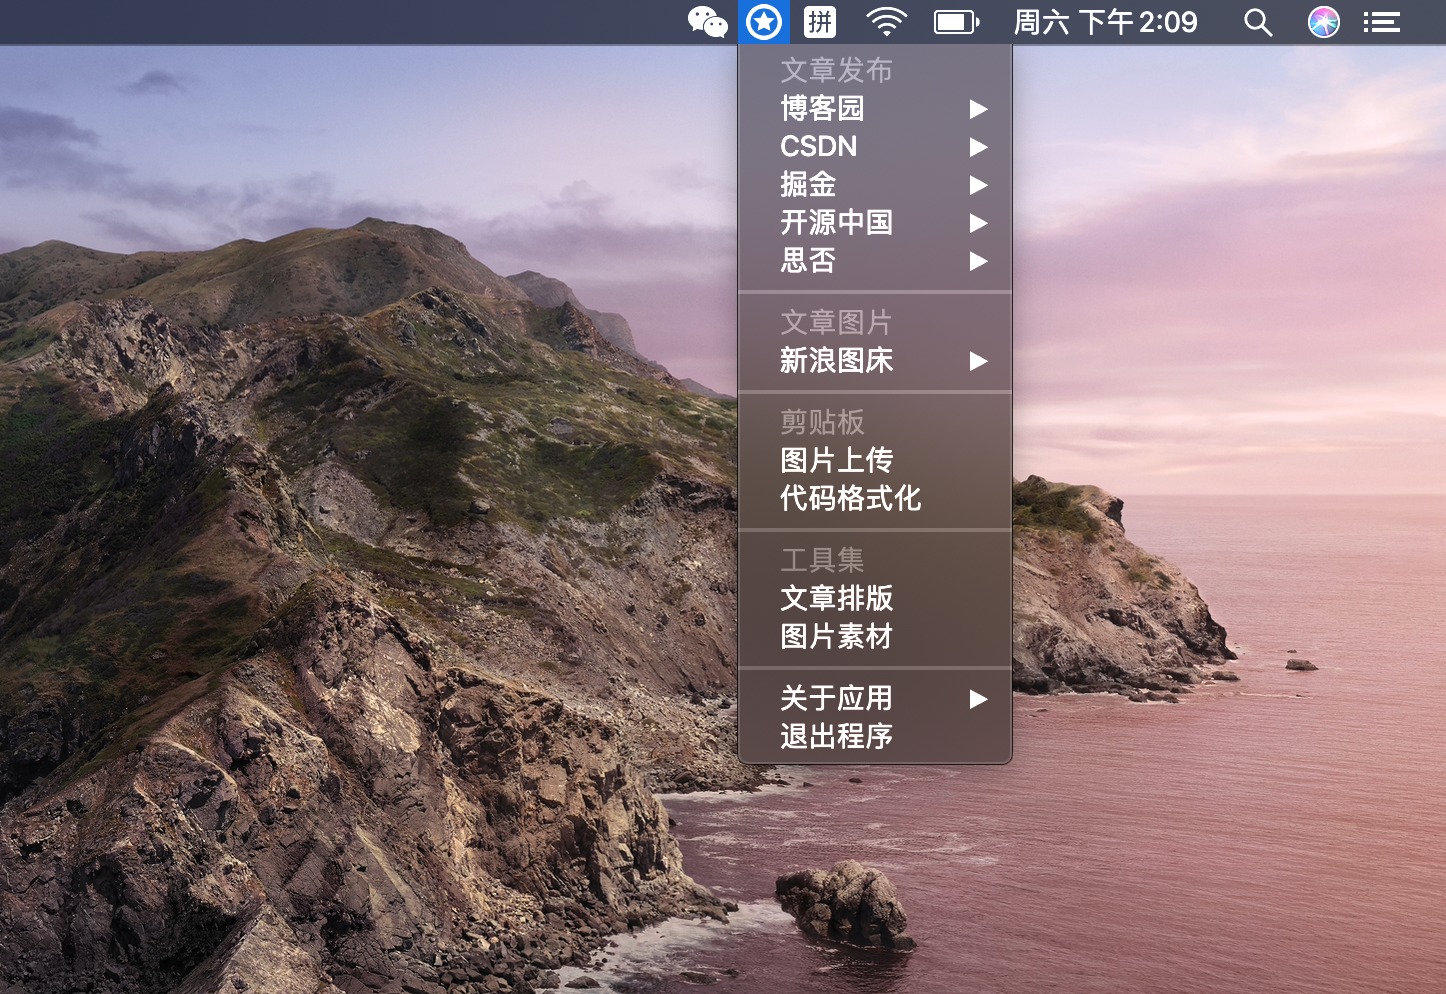 拼
周六 下午2:09
文章发布
博客园
CSDN
掘金
开源中国
思否
文章图片
新浪图床
剪贴板
图片上传
代码格式化
工具集
文章排版
图片素材
关于应用
退出程序